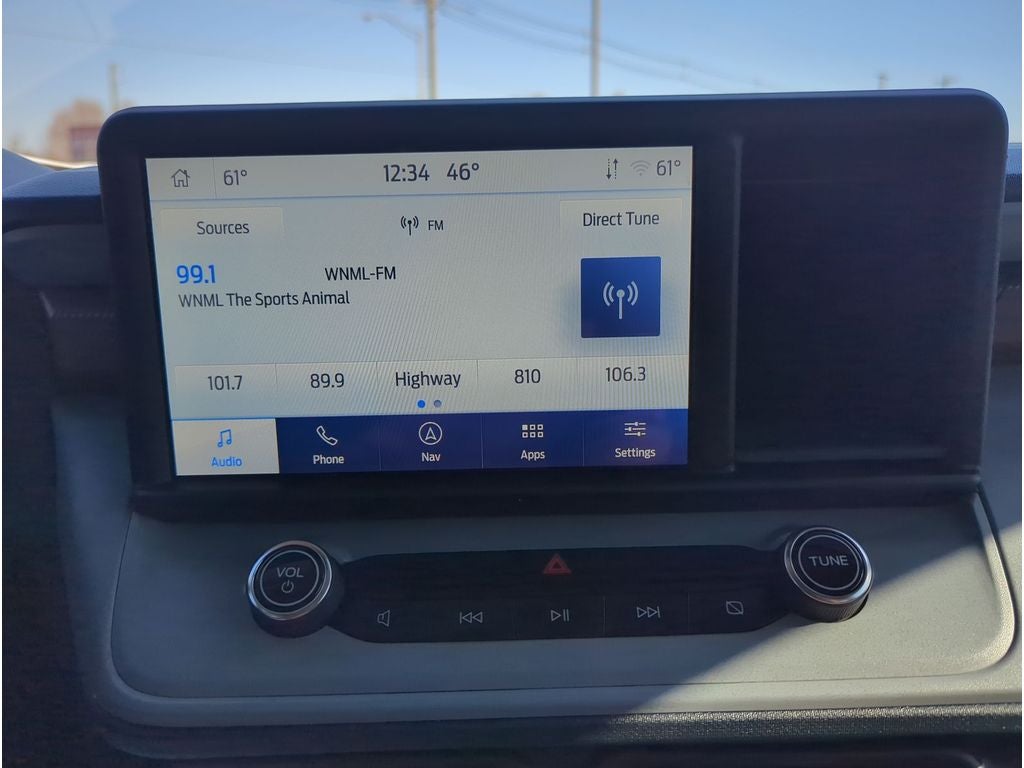 61° 12:34 46° 61°
Sources FM Direct Tune
99.1 WNML-FM
WNML The Sports Animal
101.7 89.9 Highway 810 106.3
Audio Phone Nav Apps Settings
VOL TUNE